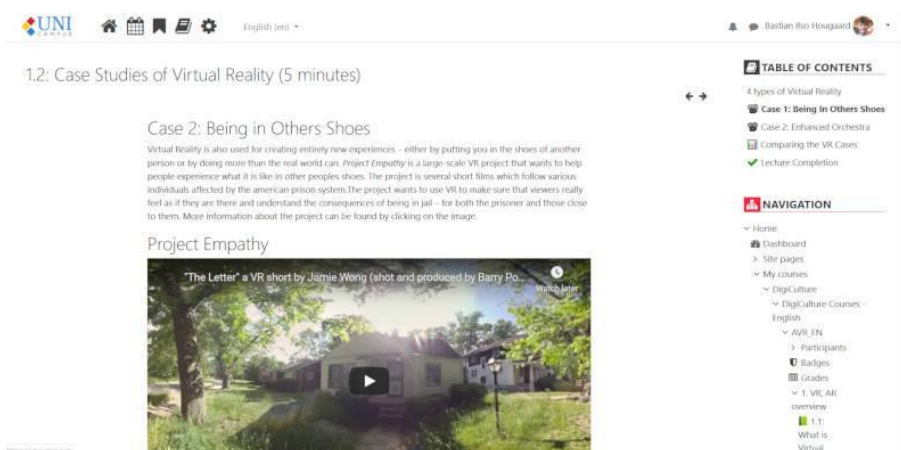 UNI
CAMPUS
English (en)
Bastian Ilso Hougaard
1.2: Case Studies of Virtual Reality (5 minutes)
Case 2: Being in Others Shoes
Virtual Reality is also used for creating entirely new experiences – either by putting you in the shoes of another
person or by doing more than the real world can. Project Empathy is a large-scale VR project that wants to help
people experience what it is like in other peoples shoes. The project is several short films which follow various
individuals affected by the american prison system.The project wants to use VR to make sure that viewers really
feel as if they are there and understand the consequences of being in jail – for both the prisoner and those close
to them. More information about the project can be found by clicking on the image.
Project Empathy
"The Letter" a VR short by Jamie Wong (shot and produced by Barry Po...
Watch later
TABLE OF CONTENTS
4 types of Virtual Reality
Case 1: Being In Others Shoes
Case 2: Enhanced Orchestra
Comparing the VR Cases
Lecture Completion
NAVIGATION
Home
Dashboard
Site pages
My courses
DigiCulture
DigiCulture Courses -
English
AVR_EN
Participants
Badges
Grades
1. VR, AR
overview
1.1:
What is
Virtual